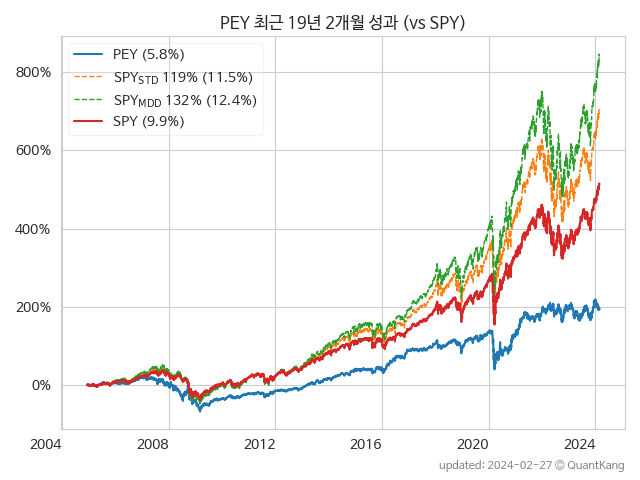 PEY 최근 19년 2개월 성과 (vs SPY)
PEY (5.8%)
SPY_STD 119% (11.5%)
SPY_MDD 132% (12.4%)
SPY (9.9%)
800%
600%
400%
200%
0%
2004 2008 2012 2016 2020 2024
updated: 2024-02-27 © QuantKang